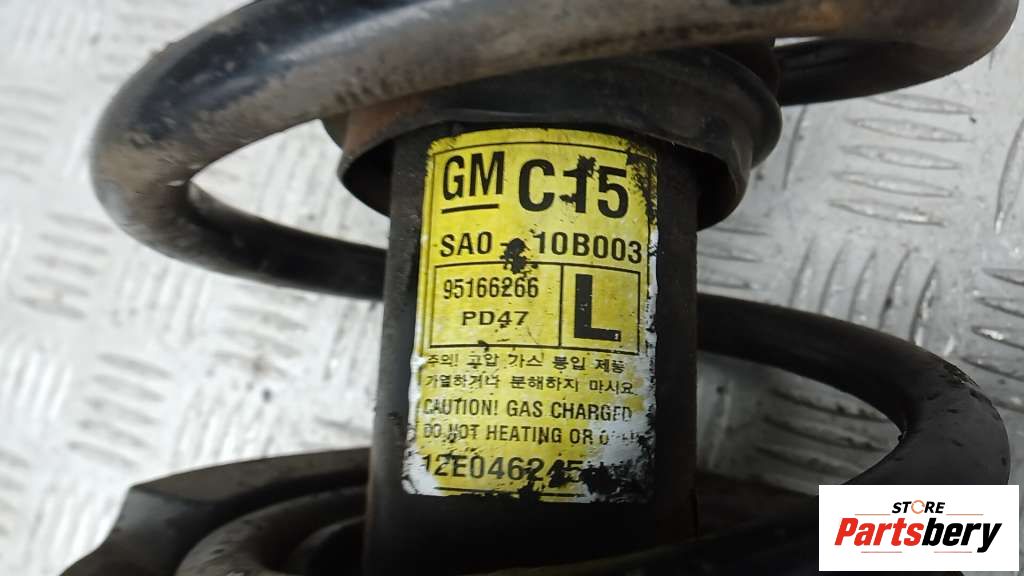 GM C15
SA0 10B003
95166266 L
PD47
주의! 고압 가스 봉입 제품
가열하거나 분해하지 마시요
CAUTION! GAS CHARGED
DO NOT HEATING OR
STORE
Partsbery